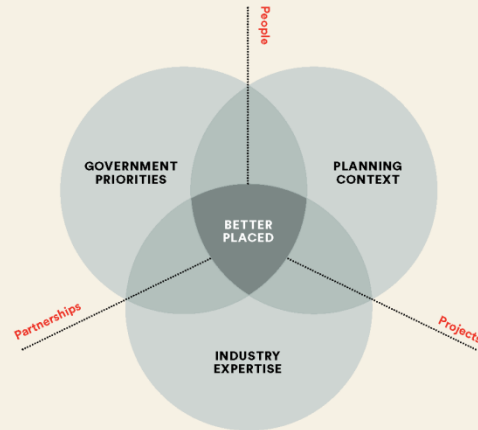 People
GOVERNMENT
PRIORITIES
PLANNING
CONTEXT
BETTER
PLACED
Partnerships
Projects
INDUSTRY
EXPERTISE